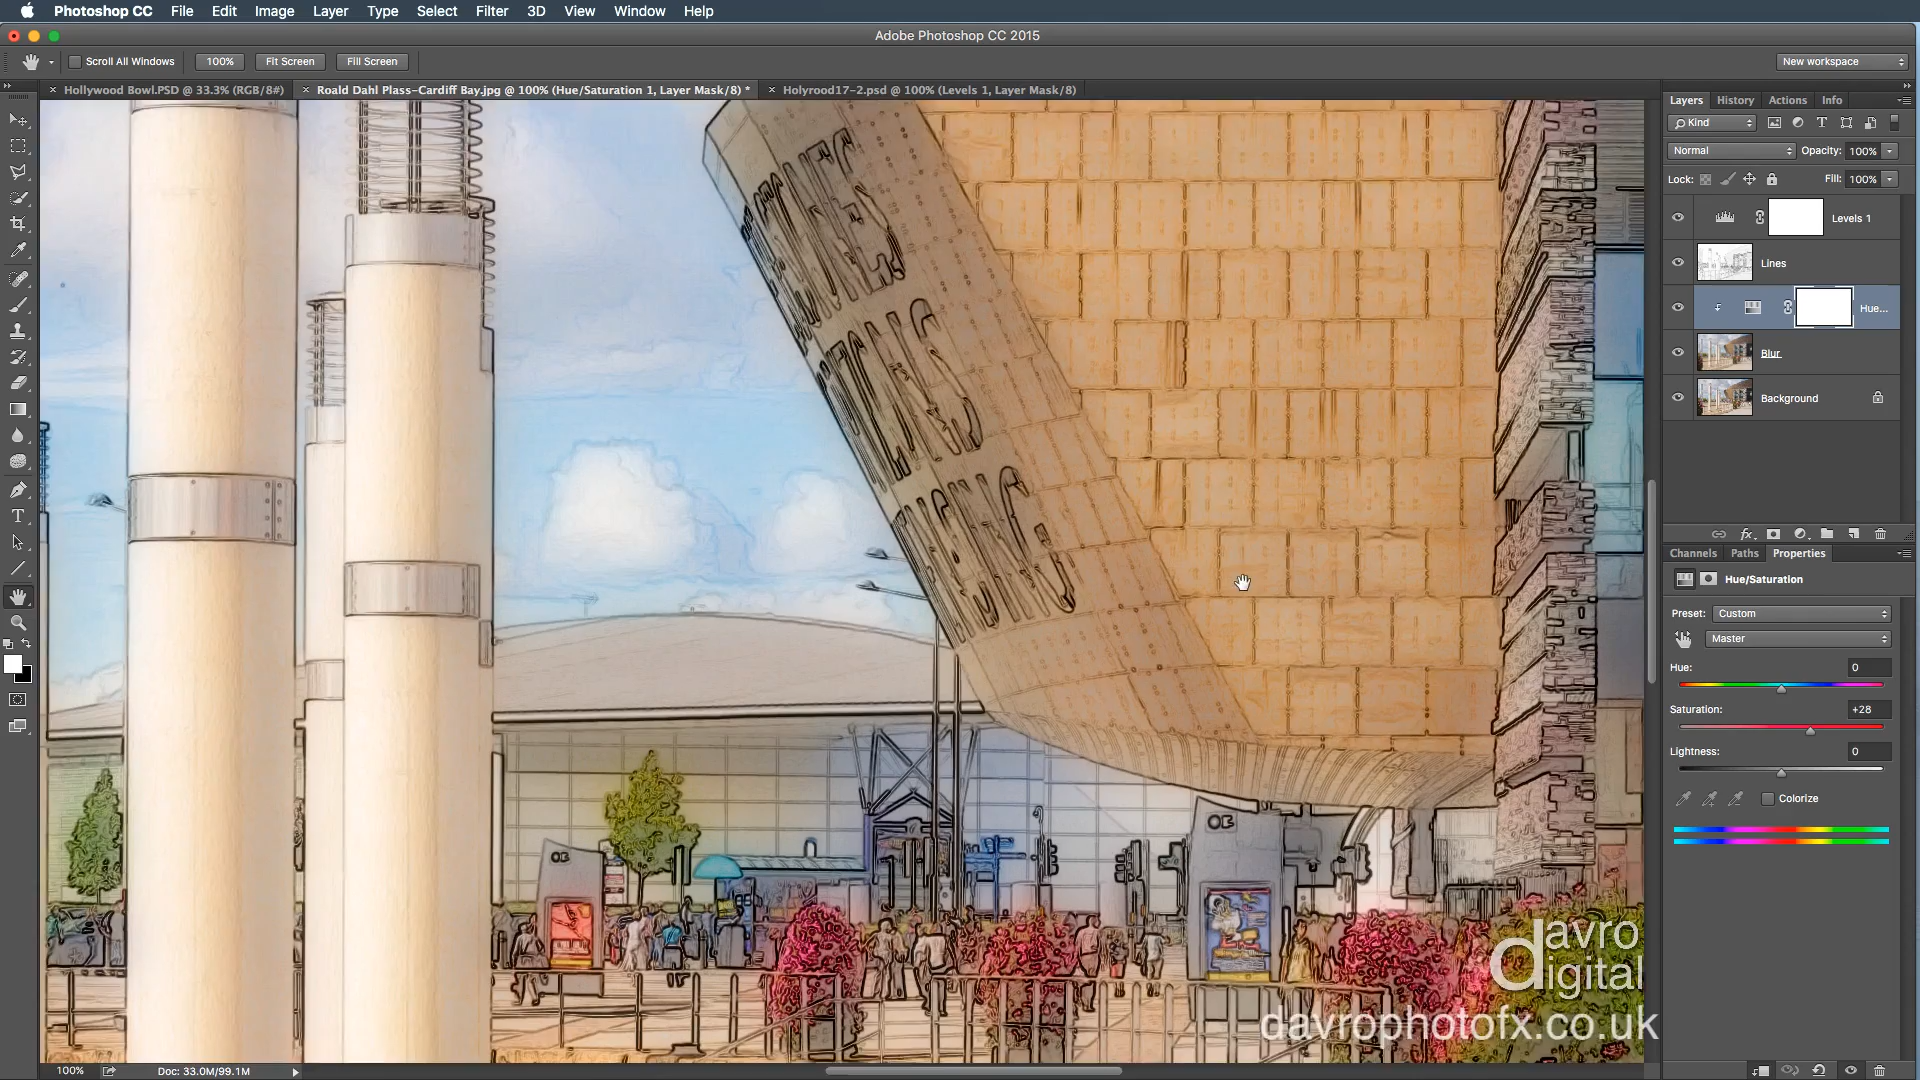 Photoshop CC File Edit Image Layer Type Select Filter 3D View Window Help
Adobe Photoshop CC 2015
Scroll All Windows 100% Fit Screen Fill Screen New workspace
Hollywood Bowl.PSD @ 33.3% (RGB/8#) Roald Dahl Plass-Cardiff Bay.jpg @ 100% (Hue/Saturation 1, Layer Mask/8) * Holyrood17-2.psd @ 100% (Levels 1, Layer Mask/8)
Layers History Actions Info
Kind
Normal Opacity: 100%
Lock: Fill: 100%
Levels 1
Lines
Hue...
Blur
Background
Channels Paths Properties
Hue/Saturation
Preset: Custom
Master
Hue: 0
Saturation: +28
Lightness: 0
Colorize
davro
digital
davrophotofx.co.uk
100% Doc: 33.0M/99.1M